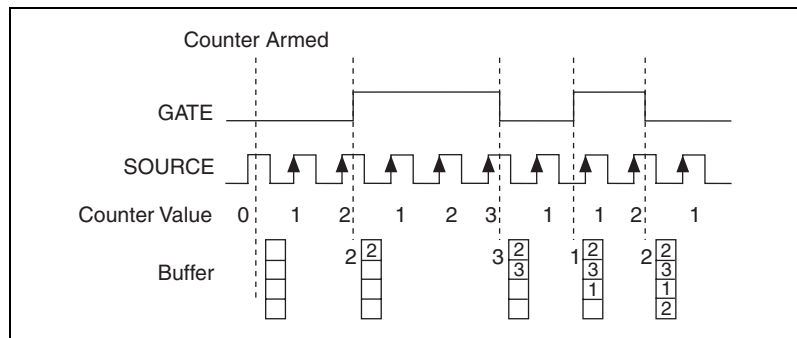 Counter Armed
GATE
SOURCE
Counter Value 0 1 2 1 2 3 1 1 2 1
Buffer
2 2
3 2 3
1 2 3 1
2 2 3 1 2